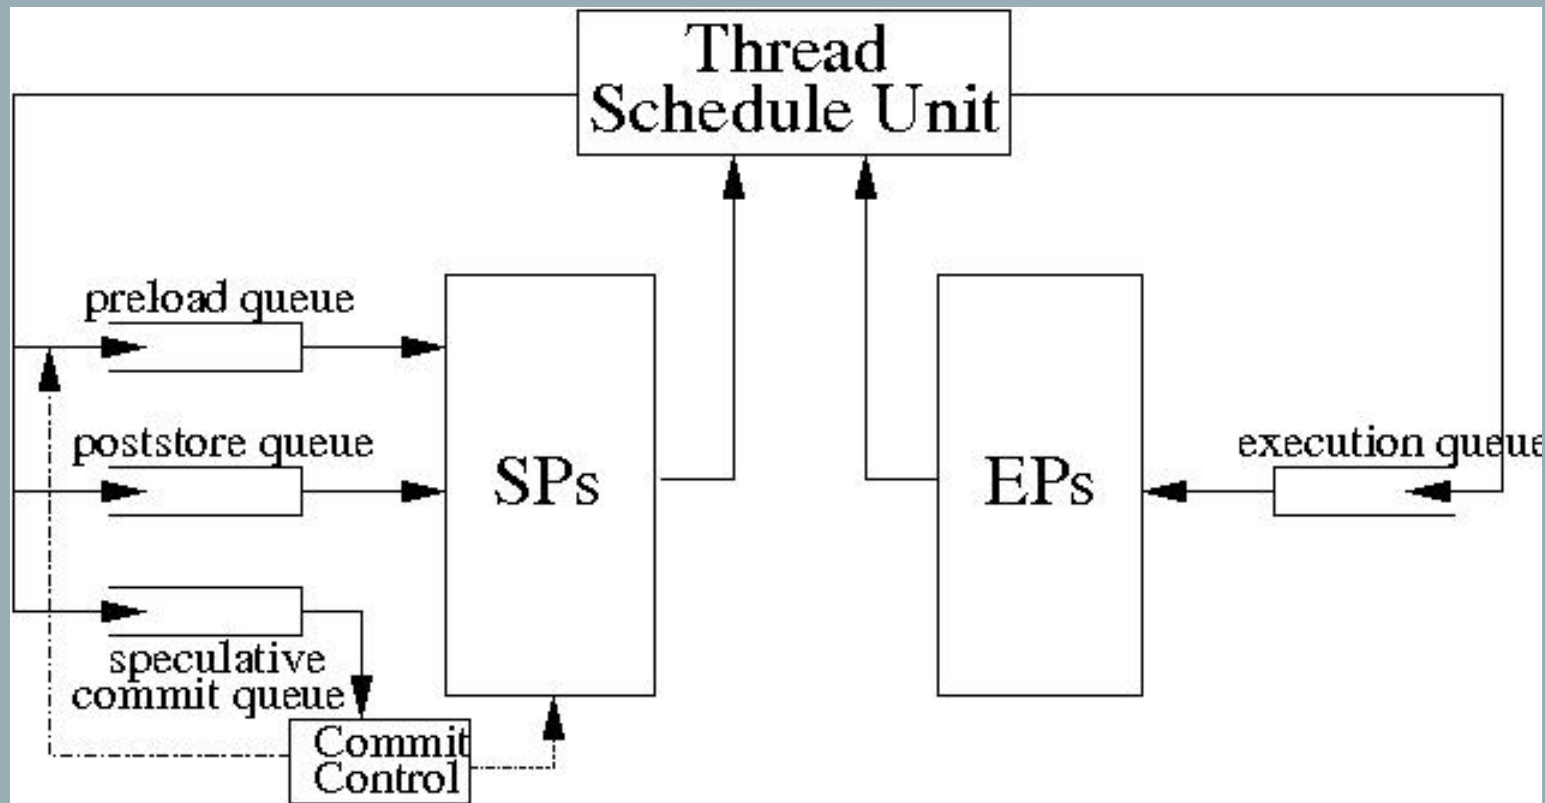 Thread
Schedule Unit
preload queue
poststore queue
SPs
EPs
execution queue
speculative
commit queue
Commit
Control